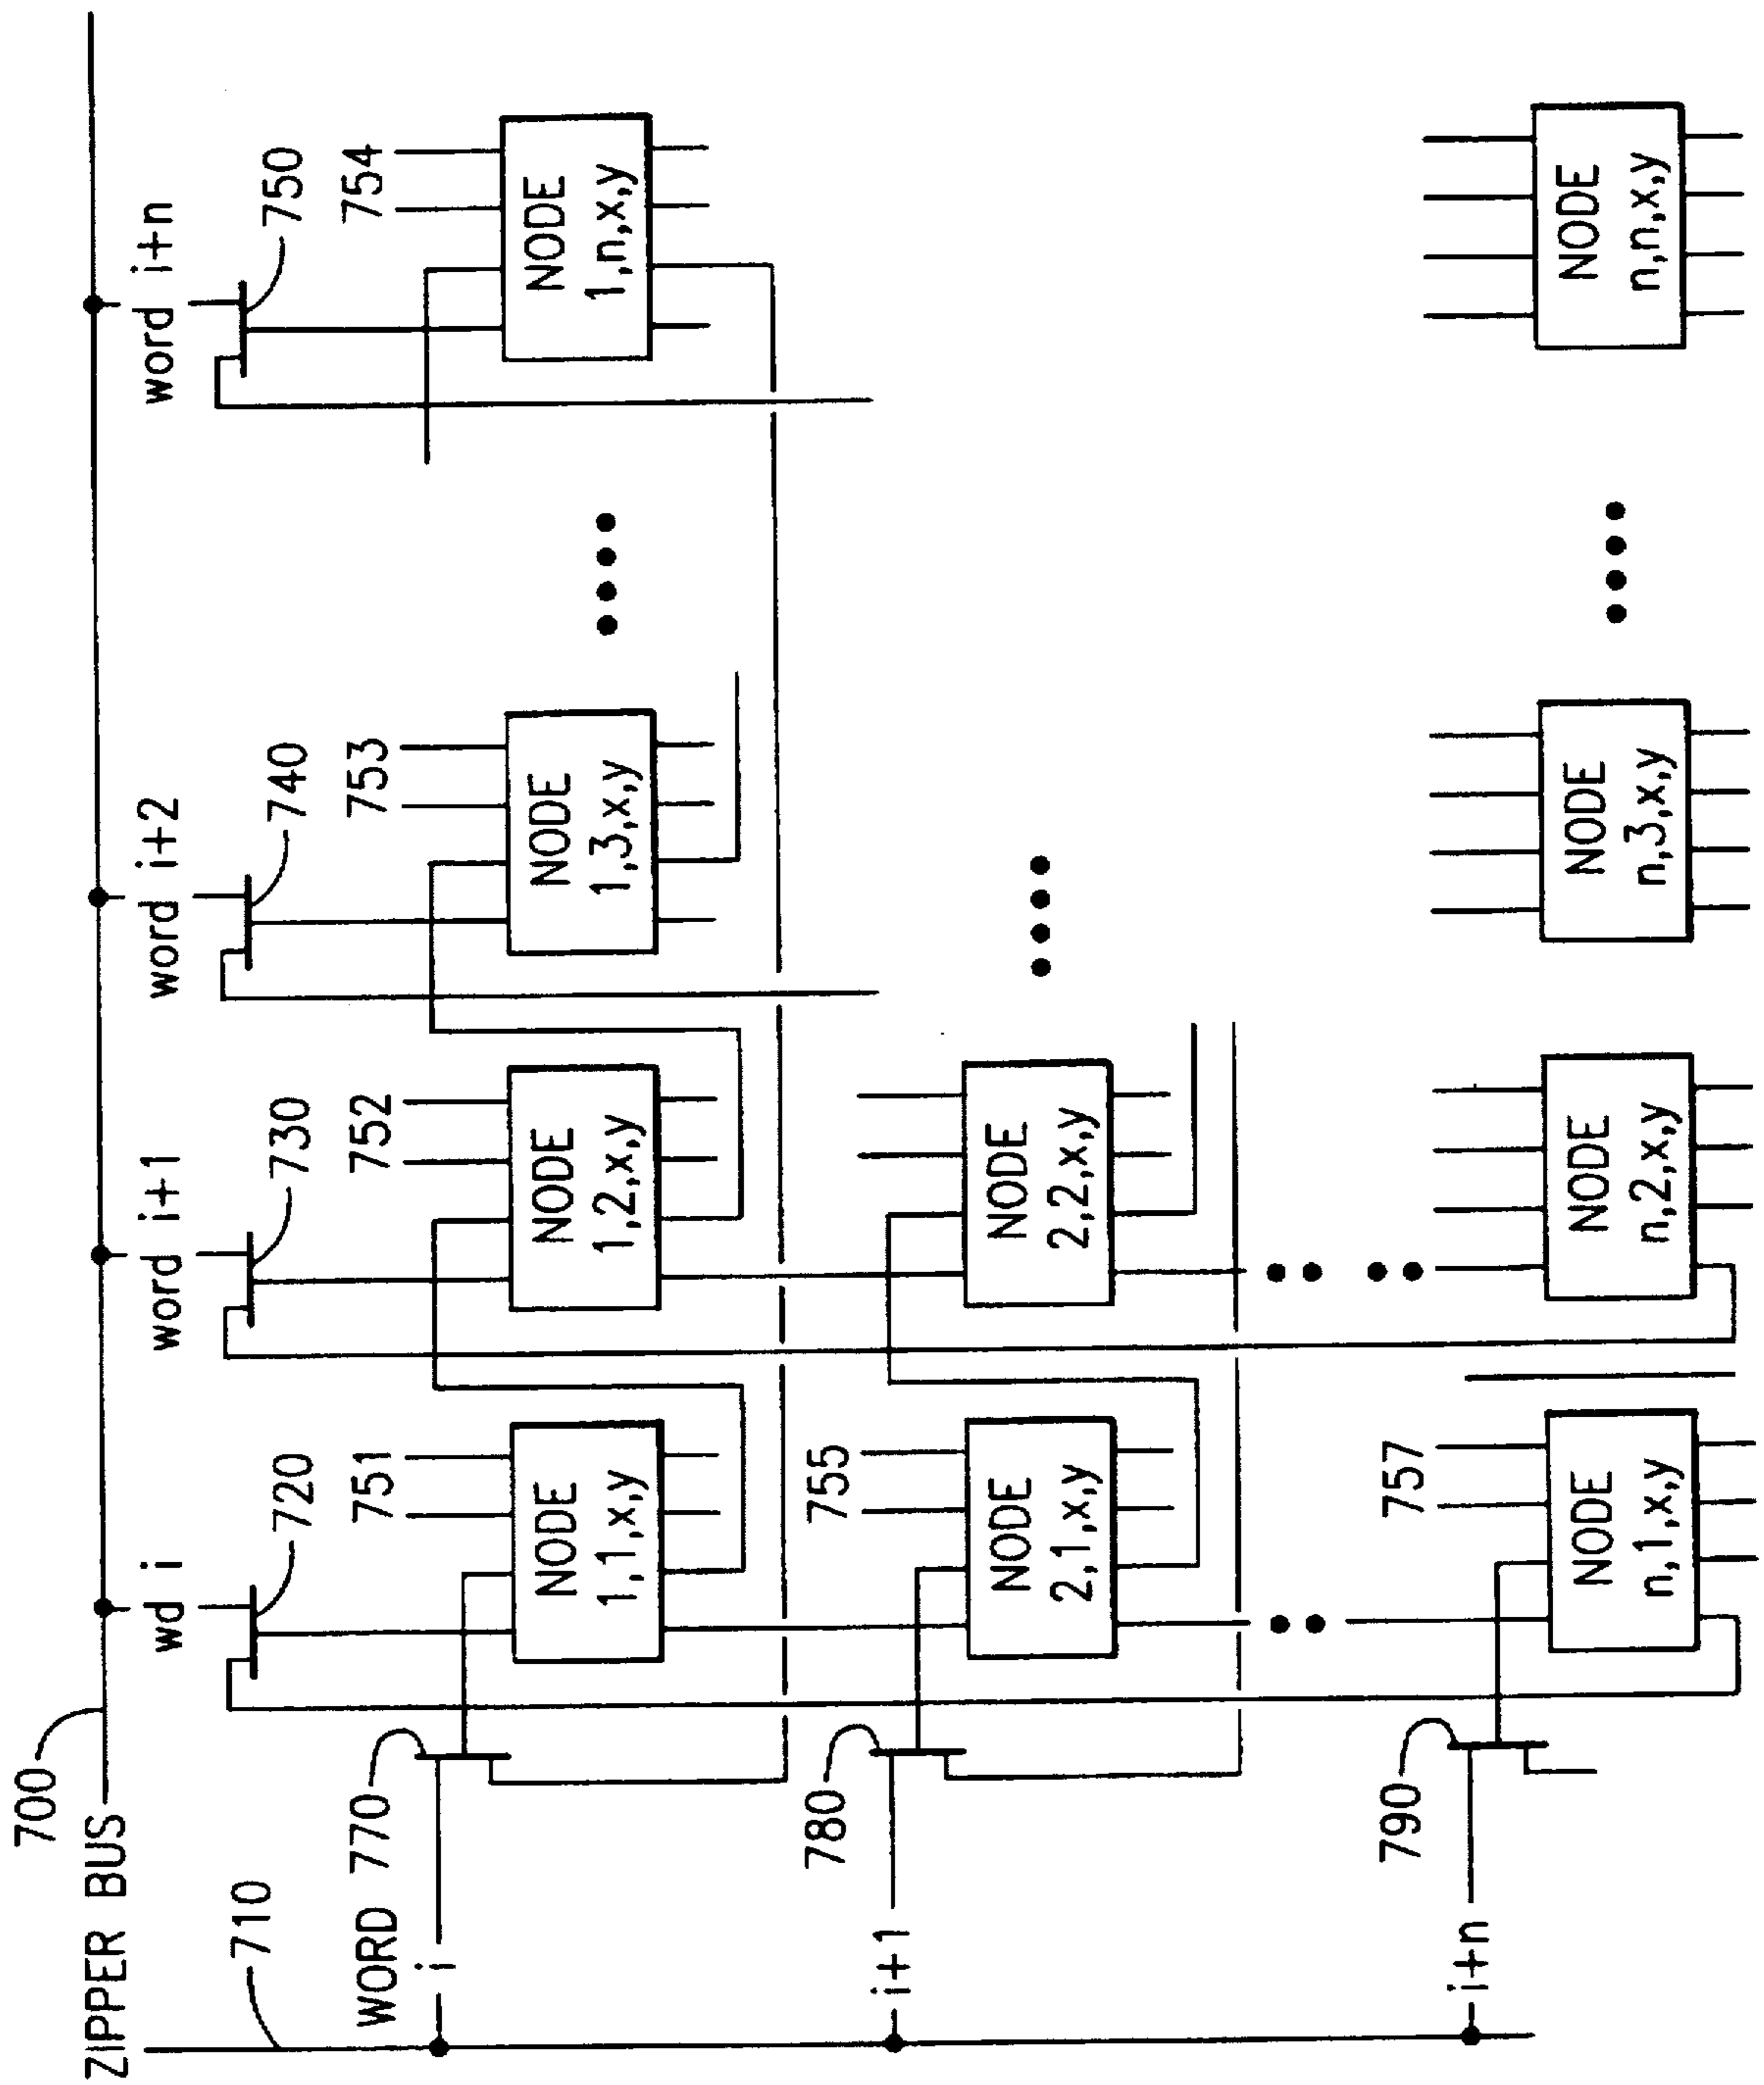 700
ZIPPER BUS
710
wd i
word i+1
word i+2
word i+n
720
730
740
750
WORD 770
i
751
752
753
754
NODE
1,1,x,y
NODE
1,2,x,y
NODE
1,3,x,y
NODE
1,n,x,y
780
i+1
755
NODE
2,1,x,y
NODE
2,2,x,y
790
i+n
757
NODE
n,1,x,y
NODE
n,2,x,y
NODE
n,3,x,y
NODE
n,n,x,y